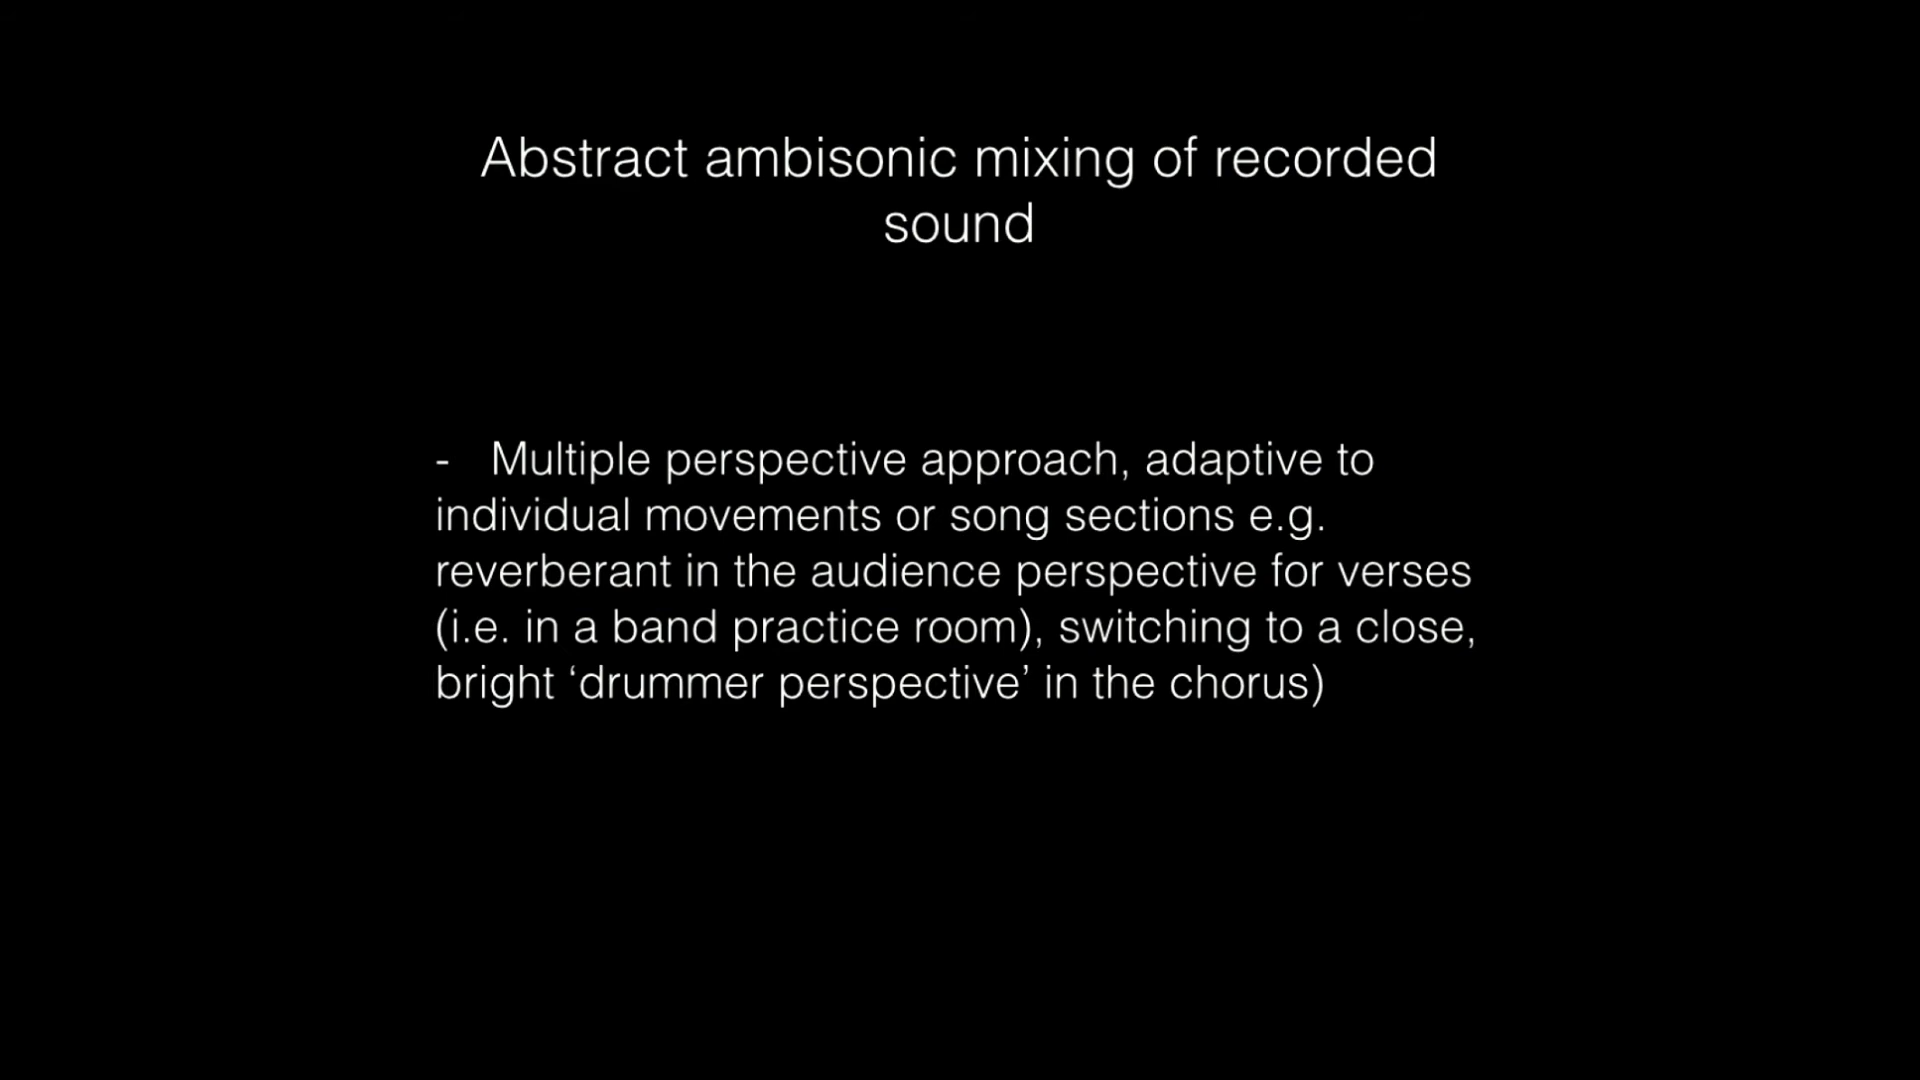 Abstract ambisonic mixing of recorded
sound
- Multiple perspective approach, adaptive to
individual movements or song sections e.g.
reverberant in the audience perspective for verses
(i.e. in a band practice room), switching to a close,
bright ‘drummer perspective’ in the chorus)